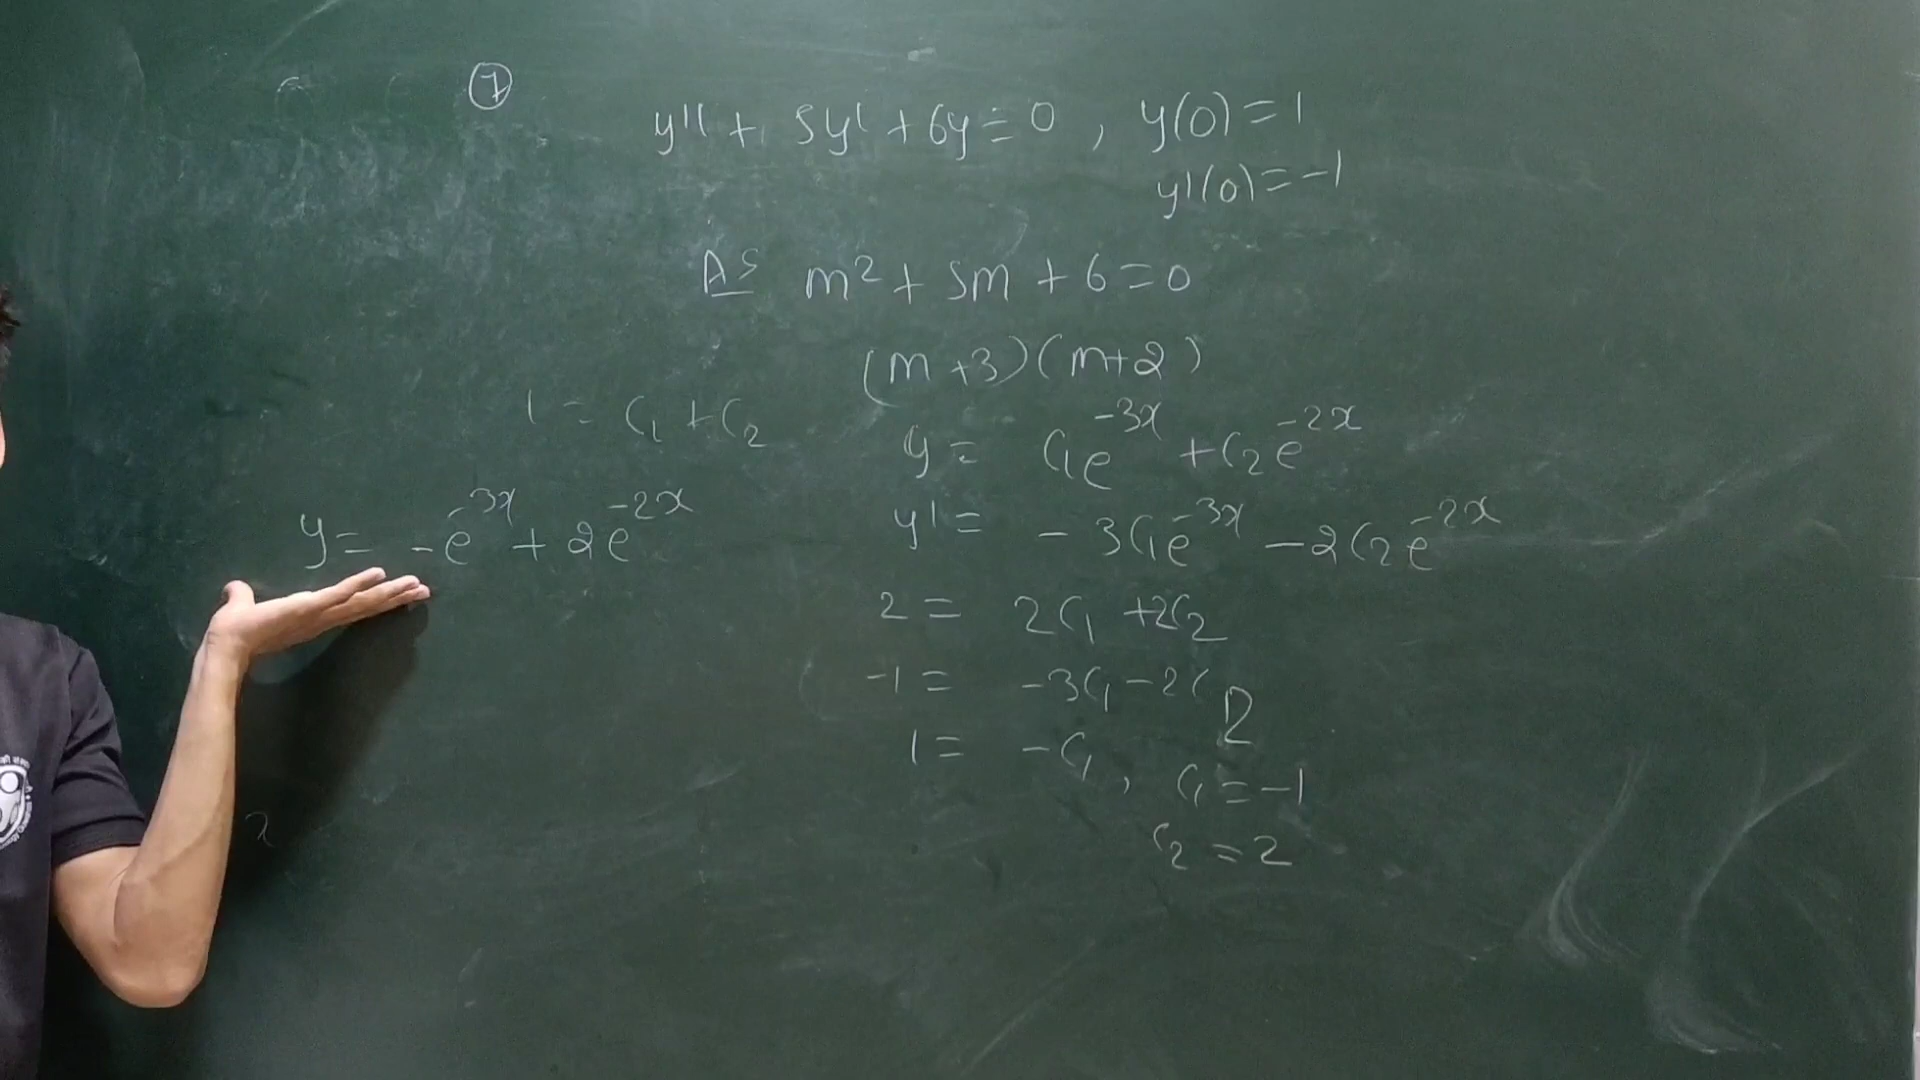 7
y'' + 5y' + 6y = 0 , y(0) = 1
y'(0) = -1
AS m² + 5m + 6 = 0
(m+3)(m+2)
1 = C₁ + C₂
y = C₁e^-3x + C₂e^-2x
y = -e^-3x + 2e^-2x
y' = -3C₁e^-3x - 2C₂e^-2x
2 = 2C₁ + 2C₂
-1 = -3C₁ - 2C₂
1 = -C₁ , C₁ = -1
C₂ = 2
x